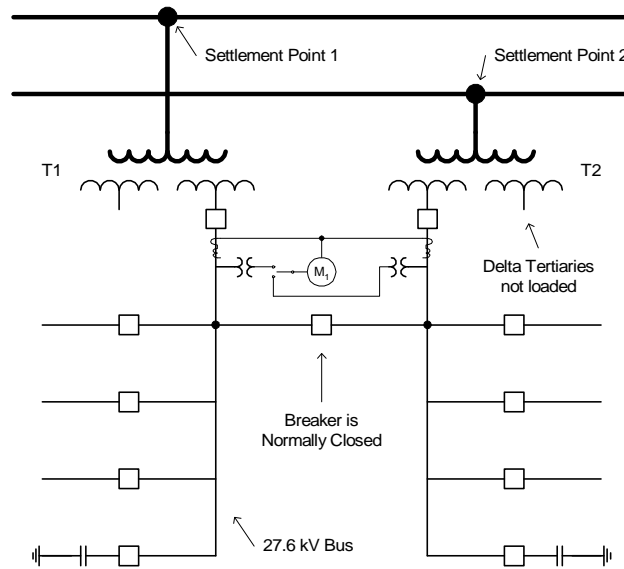 Settlement Point 1
Settlement Point 2
T1
T2
M1
Delta Tertiaries
not loaded
Breaker is
Normally Closed
27.6 kV Bus